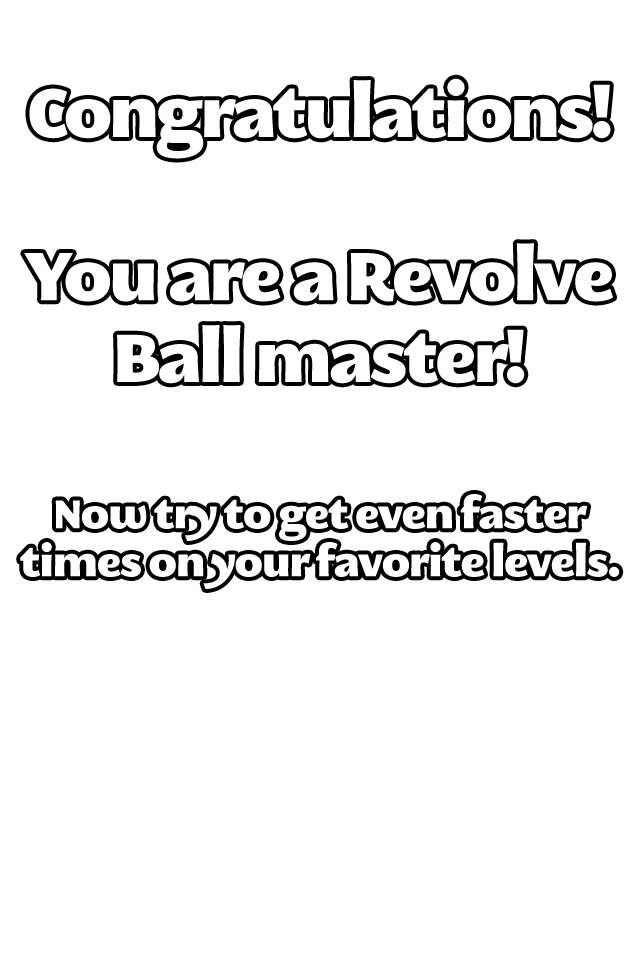 Congratulations!
You are a Revolve
Ball master!
Now try to get even faster
times on your favorite levels.